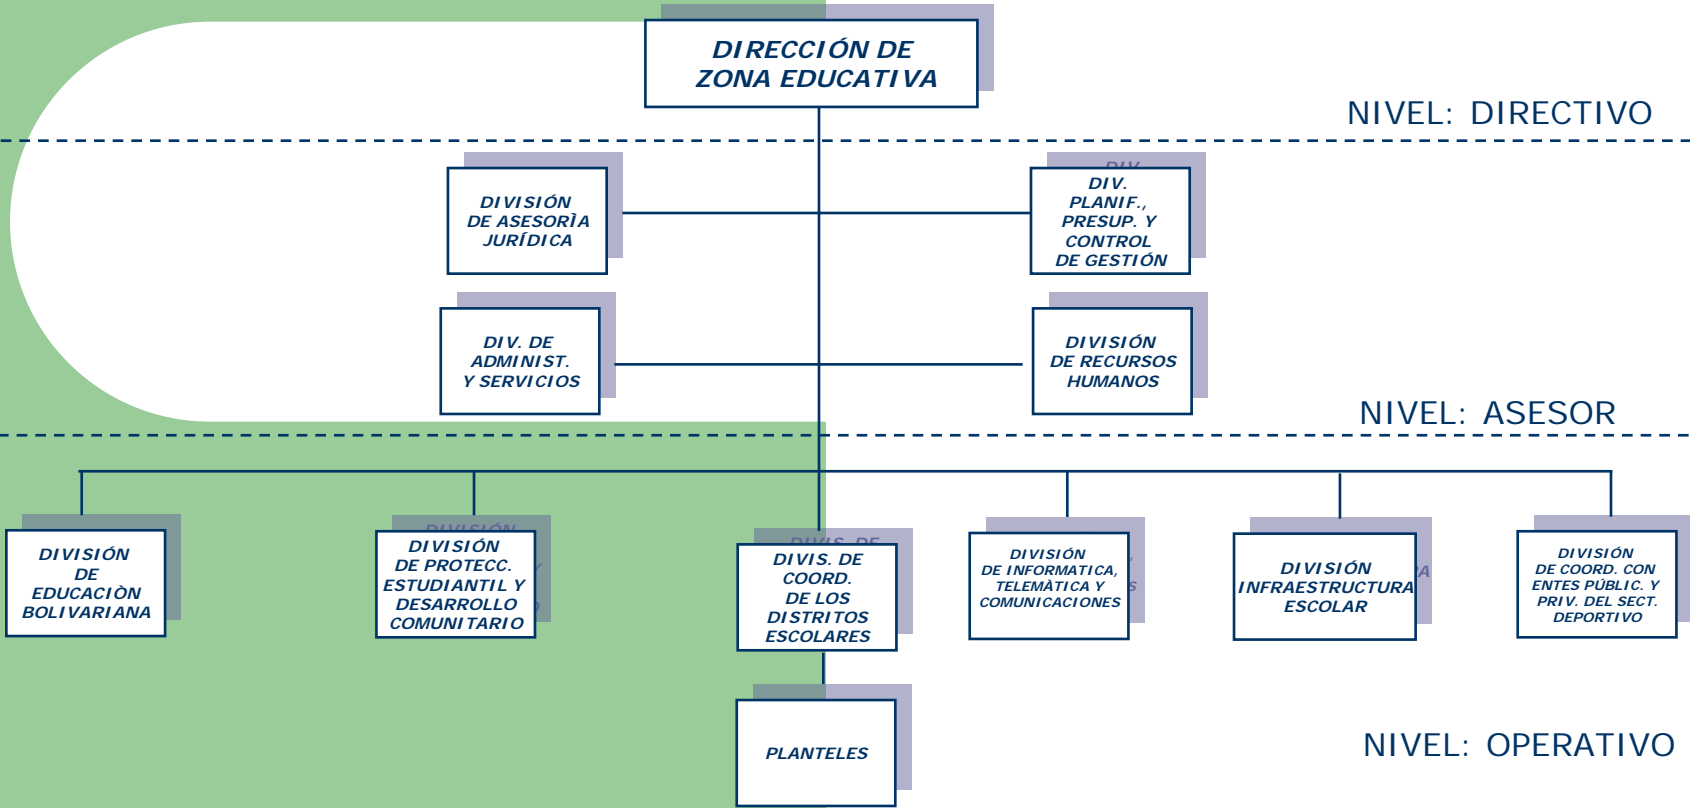 DIRECCIÓN DE
ZONA EDUCATIVA
NIVEL: DIRECTIVO
DIVISIÓN
DE ASESORÌA
JURÍDICA
DIV.
PLANIF.,
PRESUP. Y
CONTROL
DE GESTIÓN
DIV. DE
ADMINIST.
Y SERVICIOS
DIVISIÓN
DE RECURSOS
HUMANOS
NIVEL: ASESOR
DIVISIÓN
DE
EDUCACIÒN
BOLIVARIANA
DIVISIÓN
DE PROTECC.
ESTUDIANTIL Y
DESARROLLO
COMUNITARIO
DIVIS. DE
COORD.
DE LOS
DISTRITOS
ESCOLARES
DIVISIÓN
DE INFORMATICA,
TELEMÀTICA Y
COMUNICACIONES
DIVISIÓN
INFRAESTRUCTURA
ESCOLAR
DIVISIÓN
DE COORD. CON
ENTES PÚBLIC. Y
PRIV. DEL SECT.
DEPORTIVO
PLANTELES
NIVEL: OPERATIVO